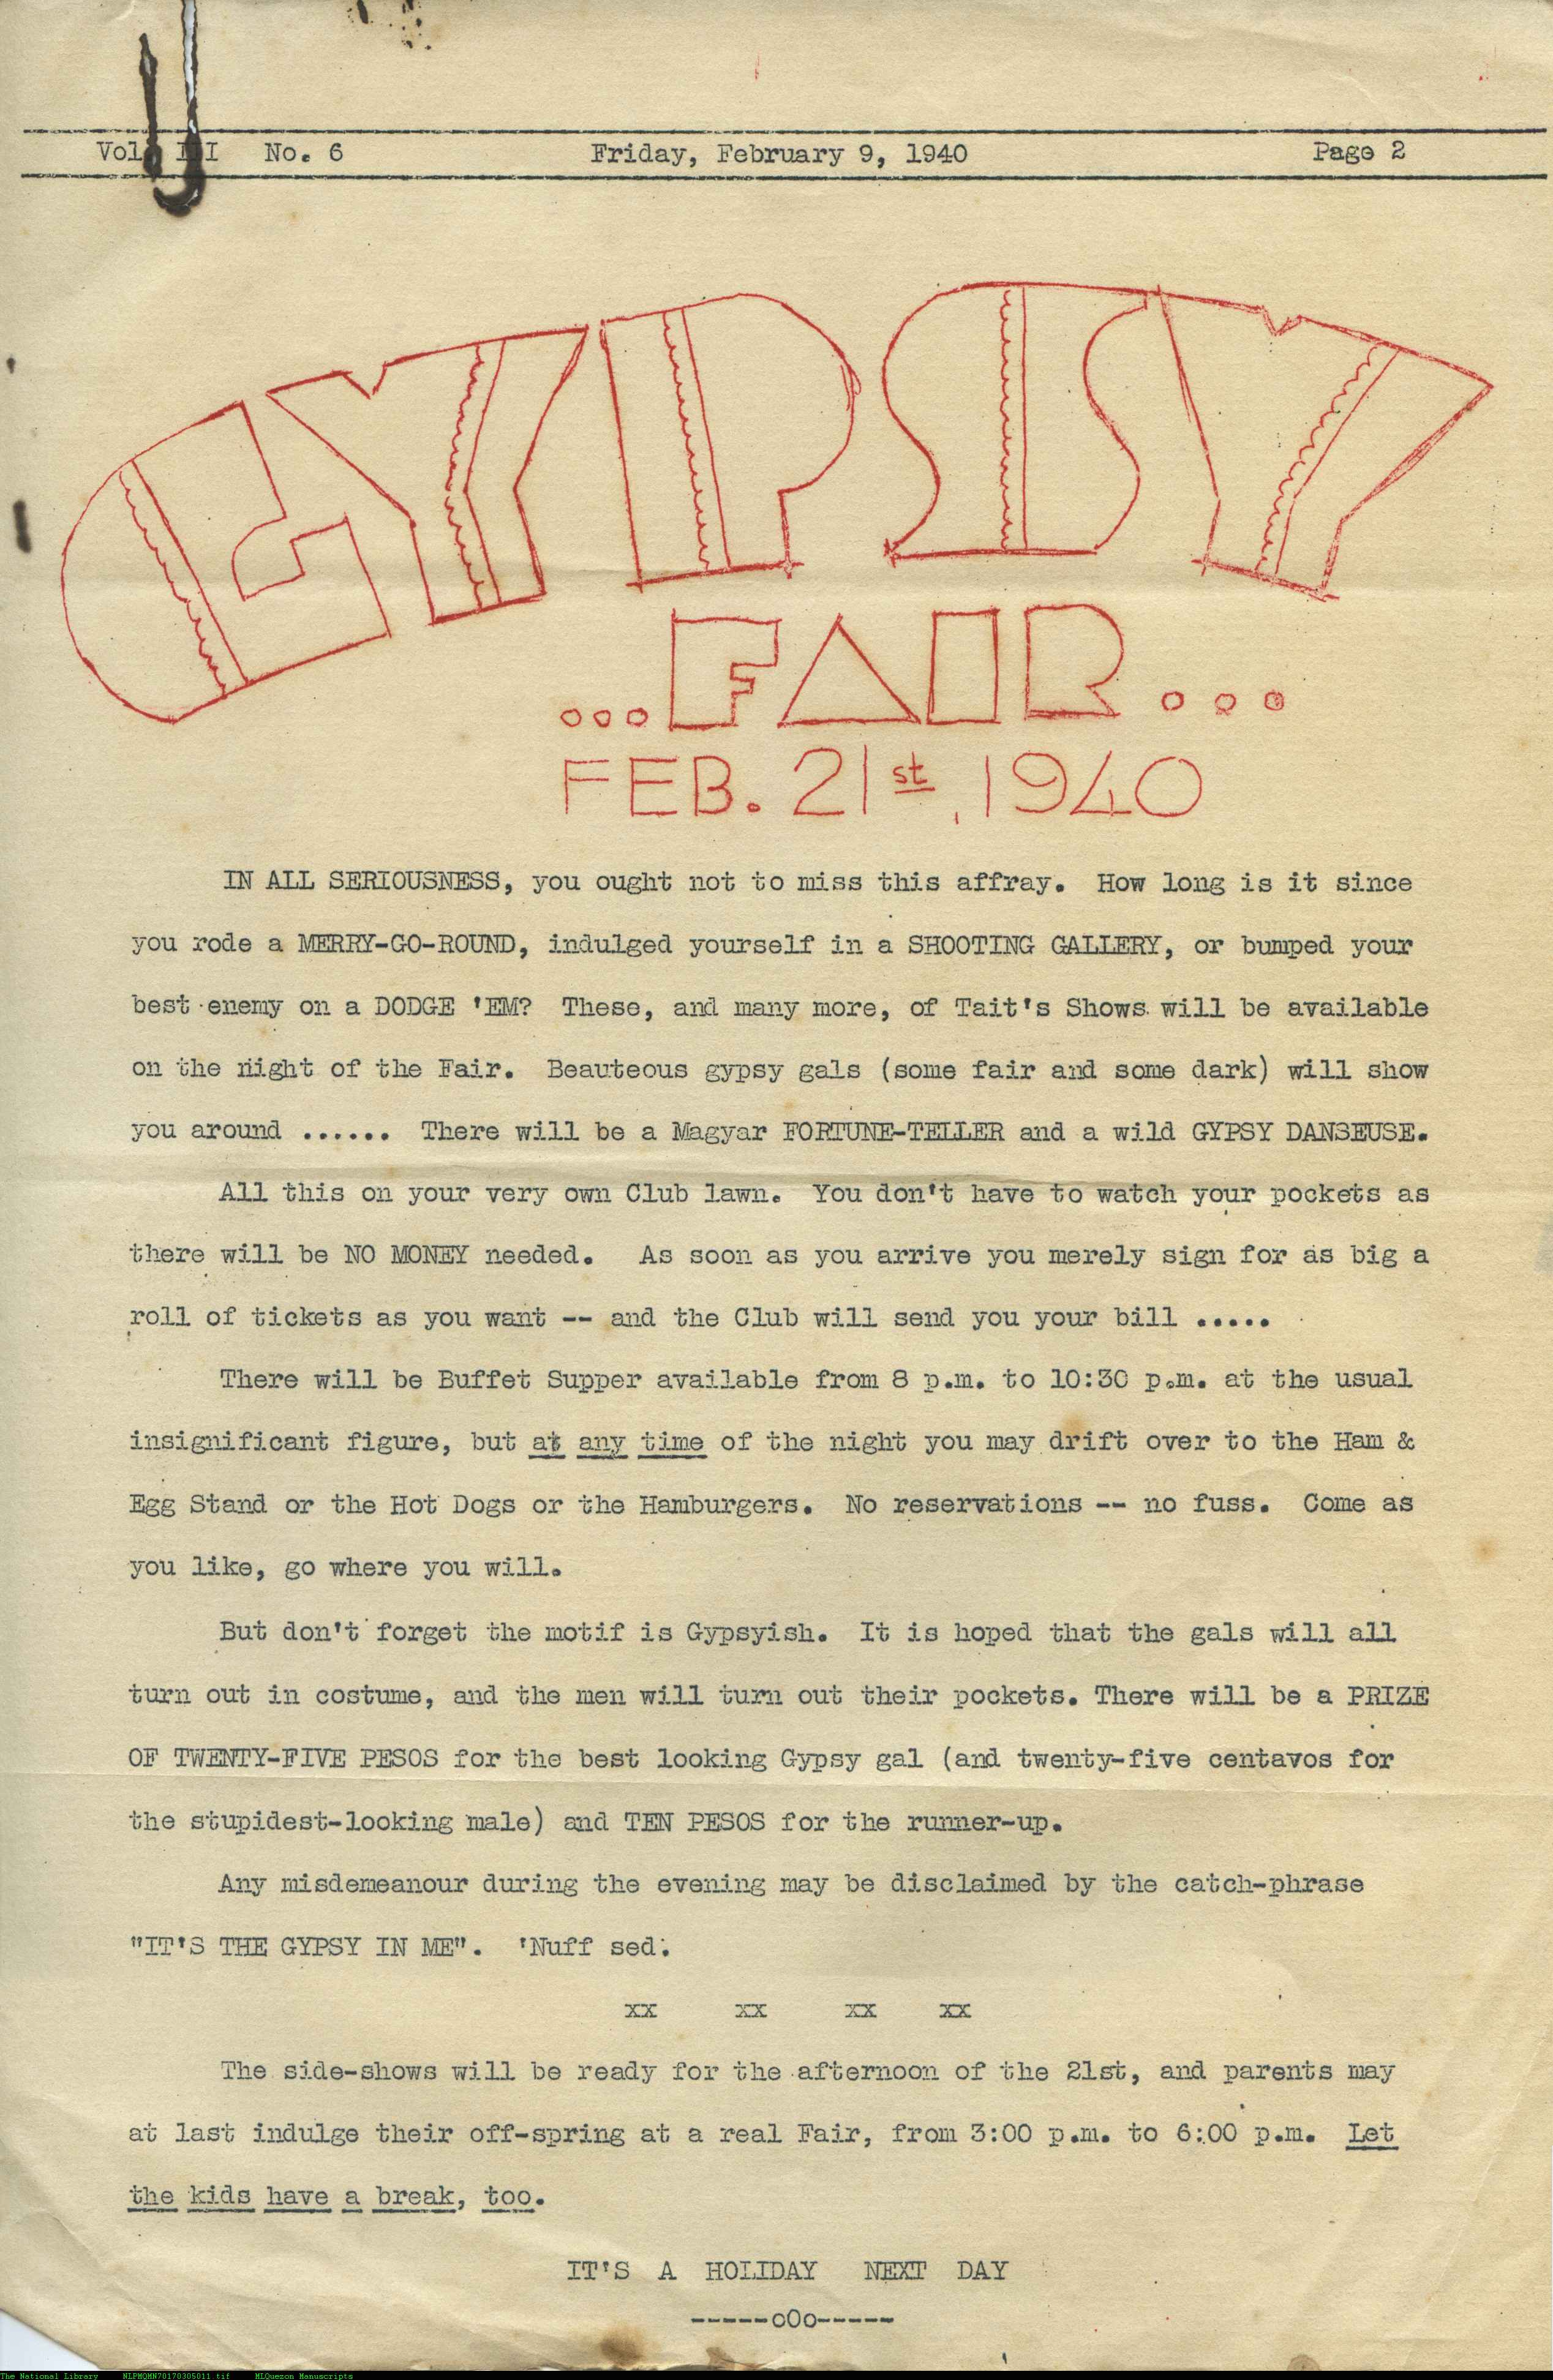 Vol. III No. 6 Friday, February 9, 1940 Page 2
GYPSY
...FAIR...
FEB. 21st, 1940
IN ALL SERIOUSNESS, you ought not to miss this affray. How long is it since
you rode a MERRY-GO-ROUND, indulged yourself in a SHOOTING GALLERY, or bumped your
best enemy on a DODGE 'EM? These, and many more, of Tait's Shows will be available
on the night of the Fair. Beauteous gypsy gals (some fair and some dark) will show
you around ...... There will be a Magyar FORTUNE-TELLER and a wild GYPSY DANSEUSE.
All this on your very own Club lawn. You don't have to watch your pockets as
there will be NO MONEY needed. As soon as you arrive you merely sign for as big a
roll of tickets as you want -- and the Club will send you your bill .....
There will be Buffet Supper available from 8 p.m. to 10:30 p.m. at the usual
insignificant figure, but at any time of the night you may drift over to the Ham &
Egg Stand or the Hot Dogs or the Hamburgers. No reservations -- no fuss. Come as
you like, go where you will.
But don't forget the motif is Gypsyish. It is hoped that the gals will all
turn out in costume, and the men will turn out their pockets. There will be a PRIZE
OF TWENTY-FIVE PESOS for the best looking Gypsy gal (and twenty-five centavos for
the stupidest-looking male) and TEN PESOS for the runner-up.
Any misdemeanour during the evening may be disclaimed by the catch-phrase
"IT'S THE GYPSY IN ME". 'Nuff sed.
xx xx xx xx
The side-shows will be ready for the afternoon of the 21st, and parents may
at last indulge their off-spring at a real Fair, from 3:00 p.m. to 6:00 p.m. Let
the kids have a break, too.
IT'S A HOLIDAY NEXT DAY
-----oOo-----
The National Library NLPMQMN70170305011.tif MLQuezon Manuscripts